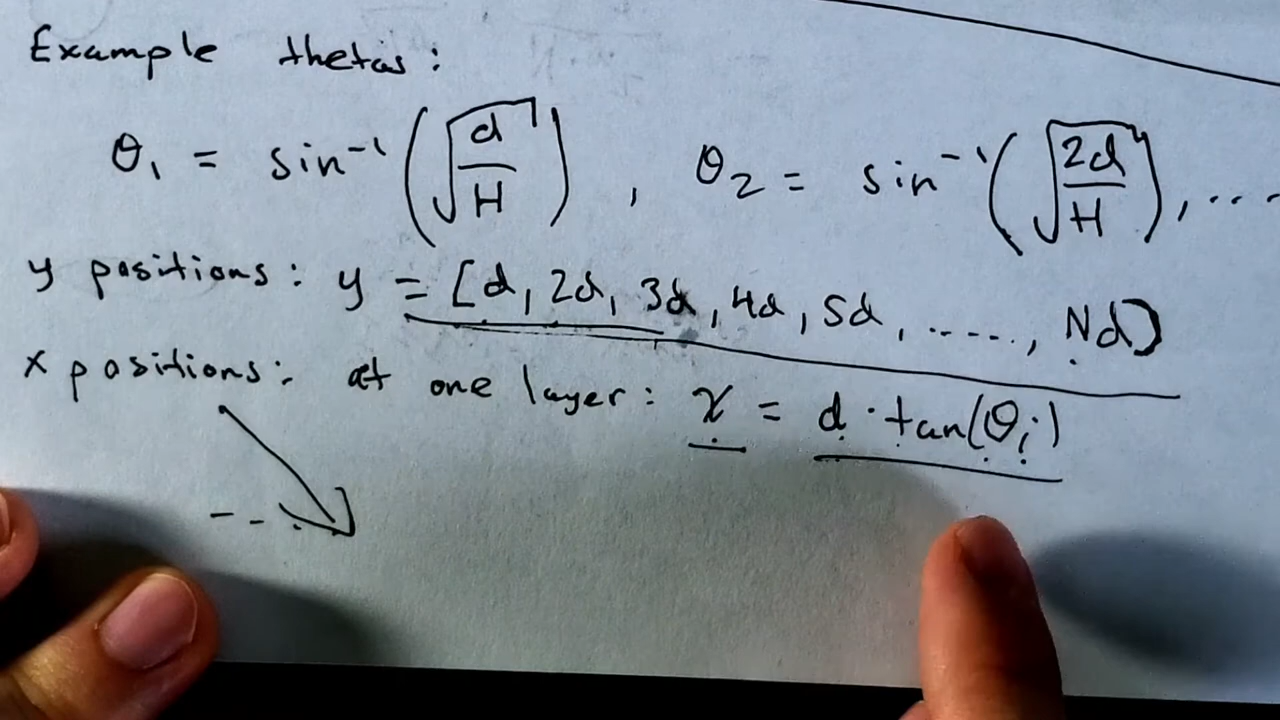 Example thetas:
θ₁ = sin⁻¹(√(d/H)), θ₂ = sin⁻¹(√(2d/H)), ...
y positions: y = [d, 2d, 3d, 4d, 5d, ....., Nd]
x positions: at one layer: x = d · tan(θᵢ)